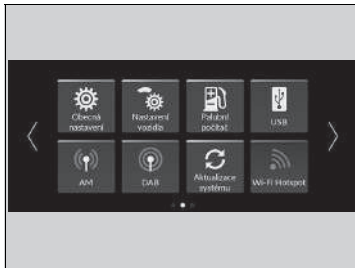 Obecná
nastavení
Nastavení
vozidla
Palubní
počítač
USB
AM
DAB
Aktualizace
systému
Wi-Fi Hotspot